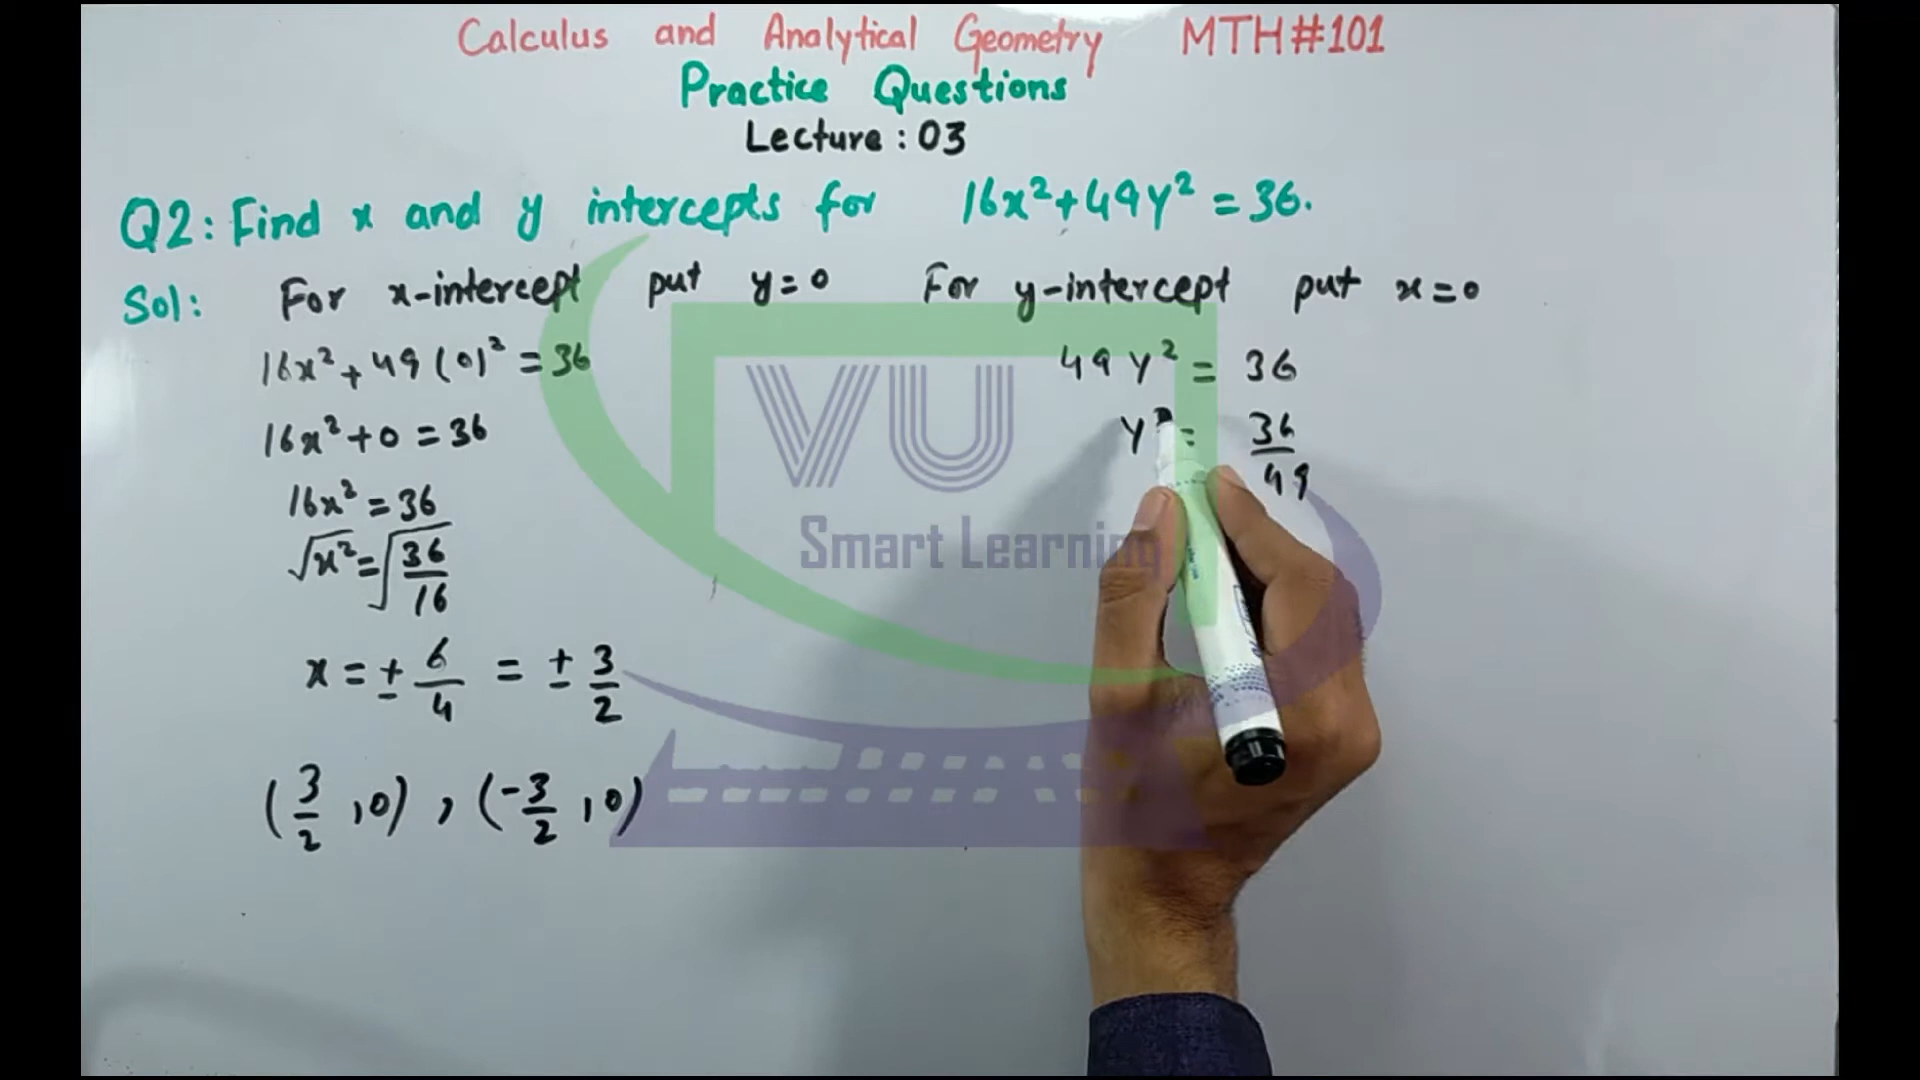 Calculus and Analytical Geometry MTH#101
Practice Questions
Lecture : 03
Q2: Find x and y intercepts for 16x²+49y² = 36.
Sol: For x-intercept put y=0
16x²+49(0)² = 36
16x²+0 = 36
16x² = 36
√x² = √36/16
x = ± 6/4 = ± 3/2
(3/2 ,0) , (-3/2 ,0)
For y-intercept put x=0
49y² = 36
y² = 36/49
VU
Smart Learning